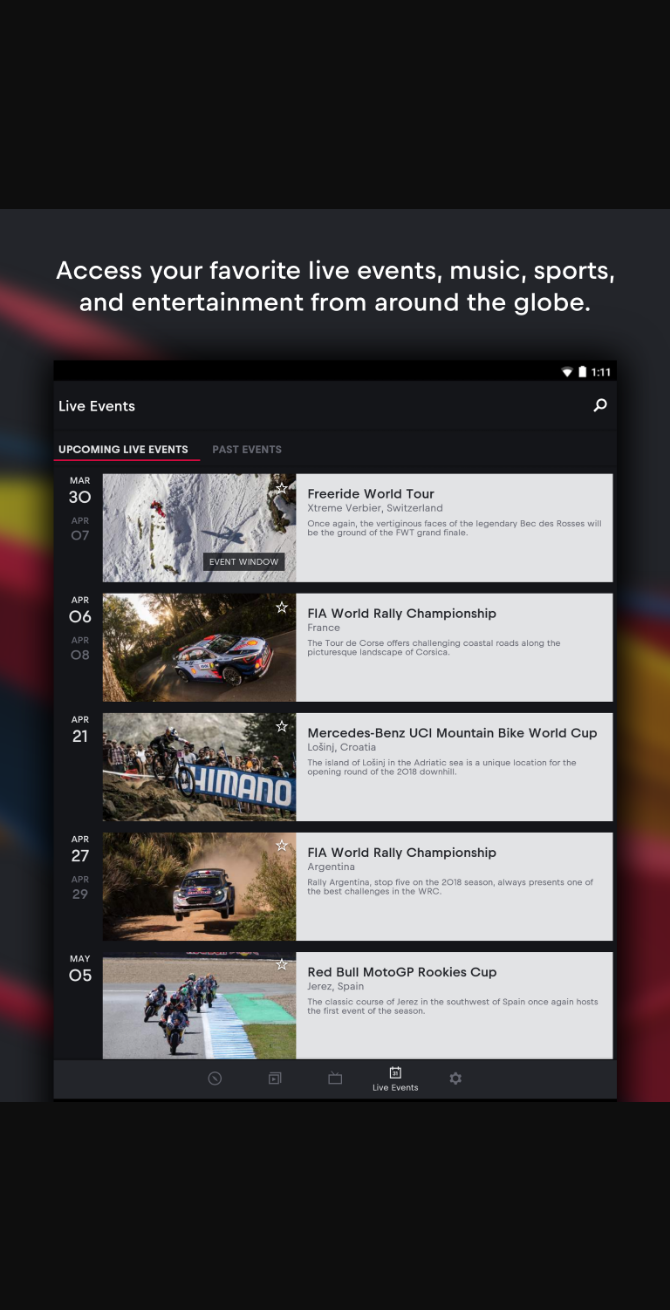 Access your favorite live events, music, sports,
and entertainment from around the globe.
1:11
Live Events
UPCOMING LIVE EVENTS
PAST EVENTS
MAR
30
APR
07
EVENT WINDOW
Freeride World Tour
Xtreme Verbier, Switzerland
Once again, the vertiginous faces of the legendary Bec des Rosses will
be the ground of the FWT grand finale.
APR
06
APR
08
FIA World Rally Championship
France
The Tour de Corse offers challenging coastal roads along the
picturesque landscape of Corsica.
APR
21
HIMANO
Mercedes-Benz UCI Mountain Bike World Cup
Lošinj, Croatia
The island of Lošinj in the Adriatic sea is a unique location for the
opening round of the 2018 downhill.
APR
27
APR
29
FIA World Rally Championship
Argentina
Rally Argentina, stop five on the 2018 season, always presents one of
the best challenges in the WRC.
MAY
05
Red Bull MotoGP Rookies Cup
Jerez, Spain
The classic course of Jerez in the southwest of Spain once again hosts
the first event of the season.
21
Live Events